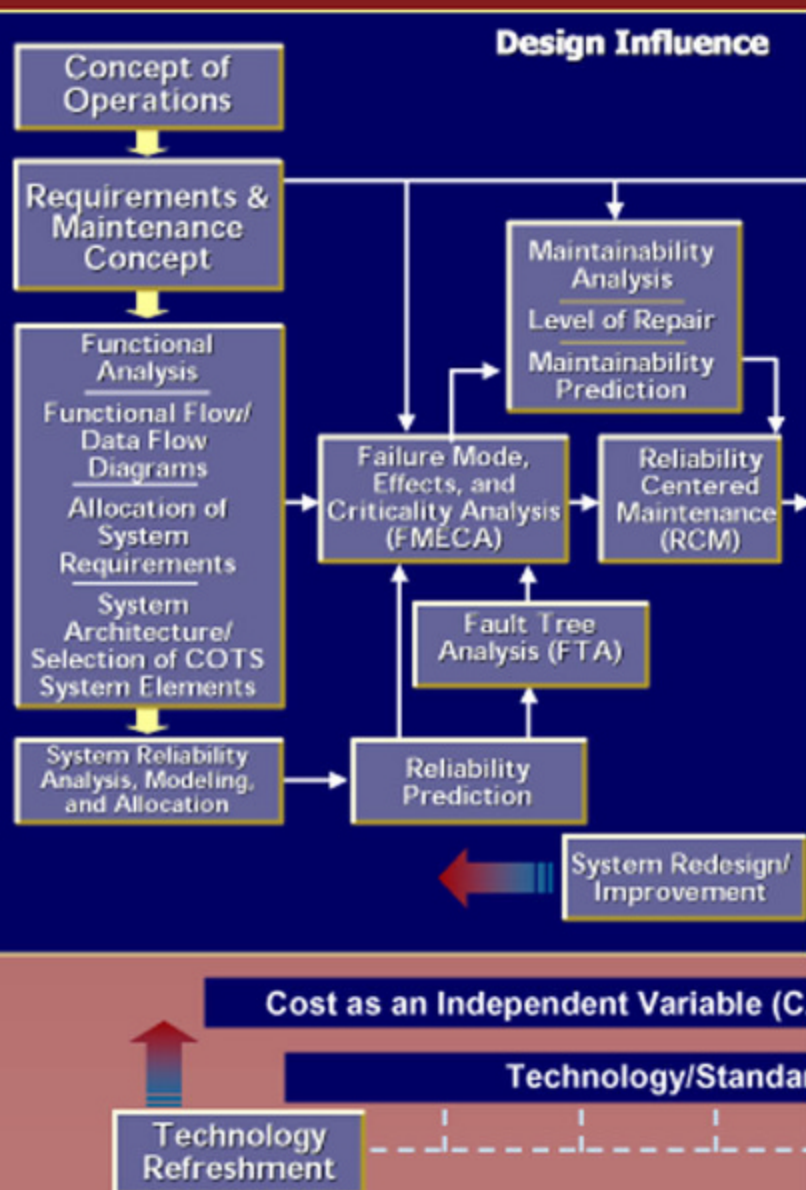 Design Influence
Concept of
Operations
Requirements &
Maintenance
Concept
Maintainability
Analysis
Level of Repair
Maintainability
Prediction
Functional
Analysis
Functional Flow/
Data Flow
Diagrams
Allocation of
System
Requirements
System
Architecture/
Selection of COTS
System Elements
Failure Mode,
Effects, and
Criticality Analysis
(FMECA)
Reliability
Centered
Maintenance
(RCM)
Fault Tree
Analysis (FTA)
System Reliability
Analysis, Modeling,
and Allocation
Reliability
Prediction
System Redesign/
Improvement
Cost as an Independent Variable (C
Technology/Standa
Technology
Refreshment